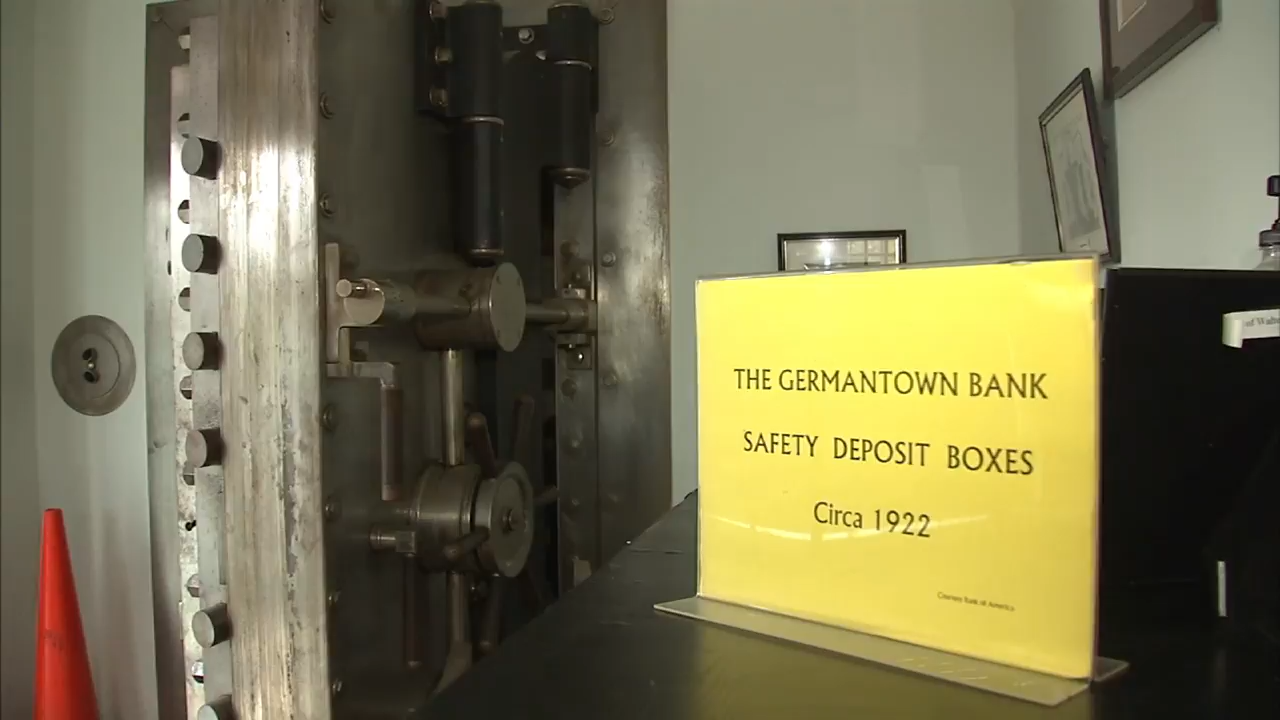 THE GERMANTOWN BANK
SAFETY DEPOSIT BOXES
Circa 1922
Courtesy Bank of America